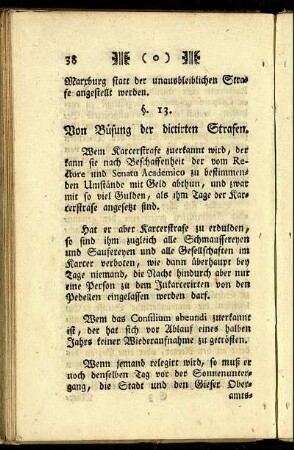 38 ( o )
Marxburg statt der unausbleiblichen Stra-
fe angestellt werden.
§. 13.
Von Büsung der dictirten Strafen.
Wem Karcerstrafe zuerkannt wird, der
kann sie nach Beschaffenheit der vom Re-
ctore und Senatu Academico zu bestimmen-
den Umstände mit Geld abthun, und zwar
mit so viel Gulden, als ihm Tage der Kar-
cerstrafe angesetzt sind.
Hat er aber Karcerstrafe zu erdulden,
so sind ihm zugleich alle Schmaussereyen
und Saufereyen und alle Gesellschaften im
Karcer verboten, wie dann überhaupt bey
Tage niemand, die Nacht hindurch aber nur
eine Person zu dem Inkarcerirten von den
Pedellen eingelassen werden darf.
Wem das Consilium abeundi zuerkannt
ist, der hat sich vor Ablauf eines halben
Jahrs keiner Wiederaufnahme zu getrösten.
Wenn jemand relegirt wird, so muß er
noch denselben Tag vor der Sonnenunter-
gang, die Stadt und den Gieser Ober-
amts-